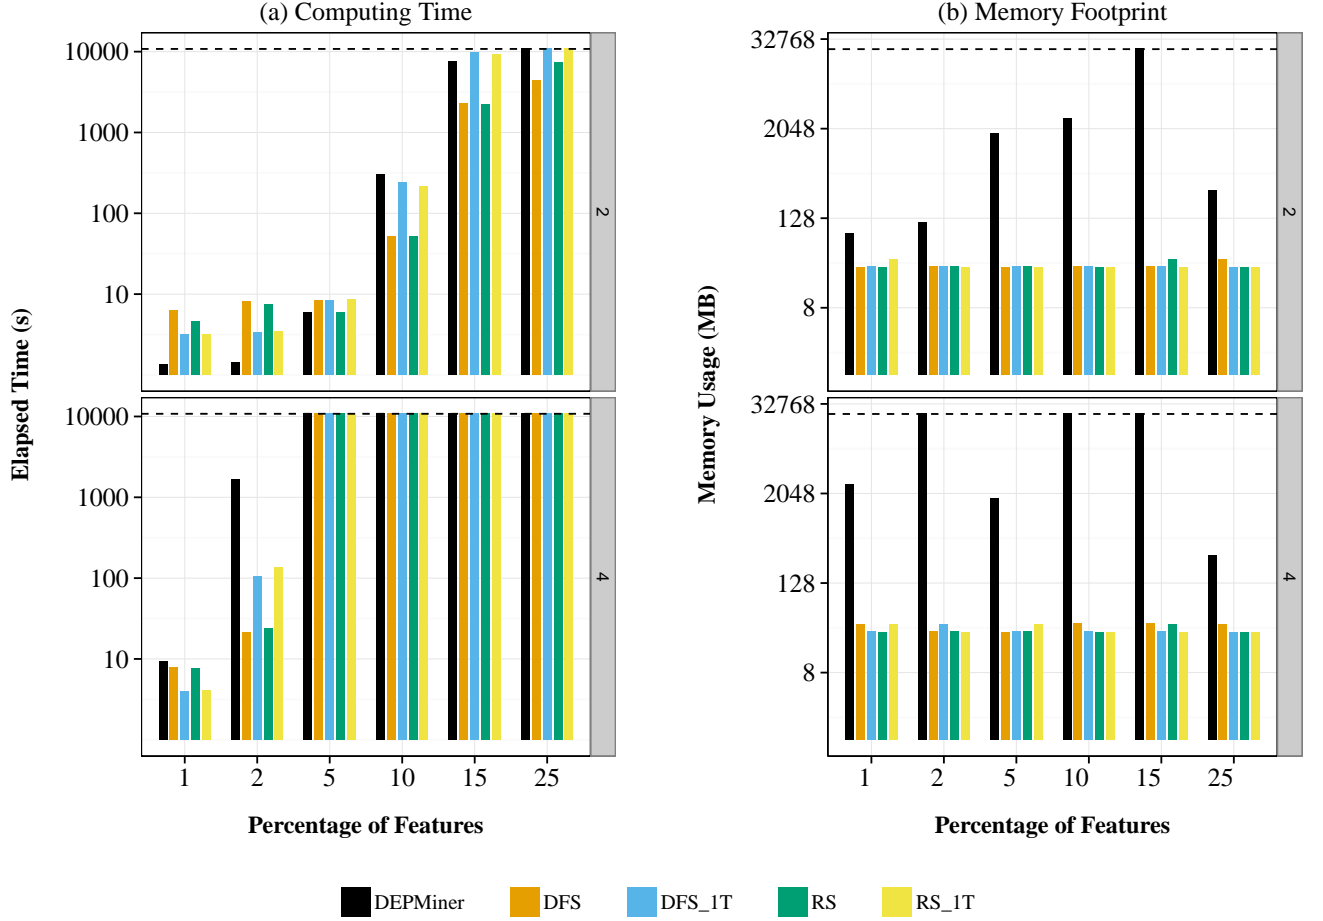 (a) Computing Time
(b) Memory Footprint
10000
1000
100
10
2
10000
1000
100
10
4
1 2 5 10 15 25
Elapsed Time (s)
Percentage of Features
32768
2048
128
8
2
32768
2048
128
8
4
1 2 5 10 15 25
Memory Usage (MB)
Percentage of Features
DEPMiner DFS DFS_1T RS RS_1T